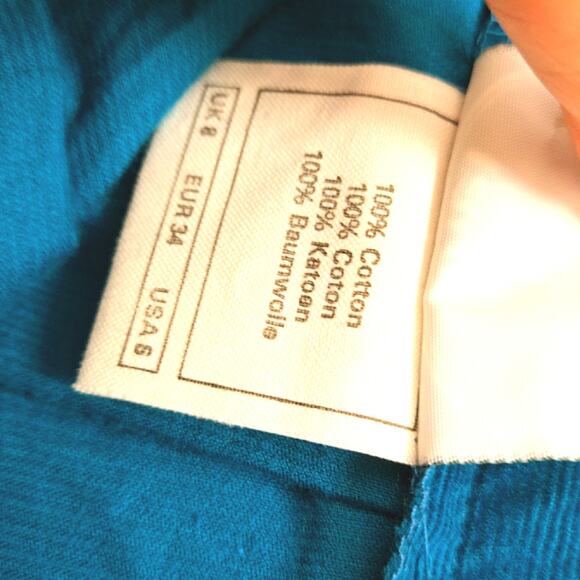 100% Cotton
100% Coton
100% Katoen
100% Baumwolle
UK 8 EUR 34 USA 6